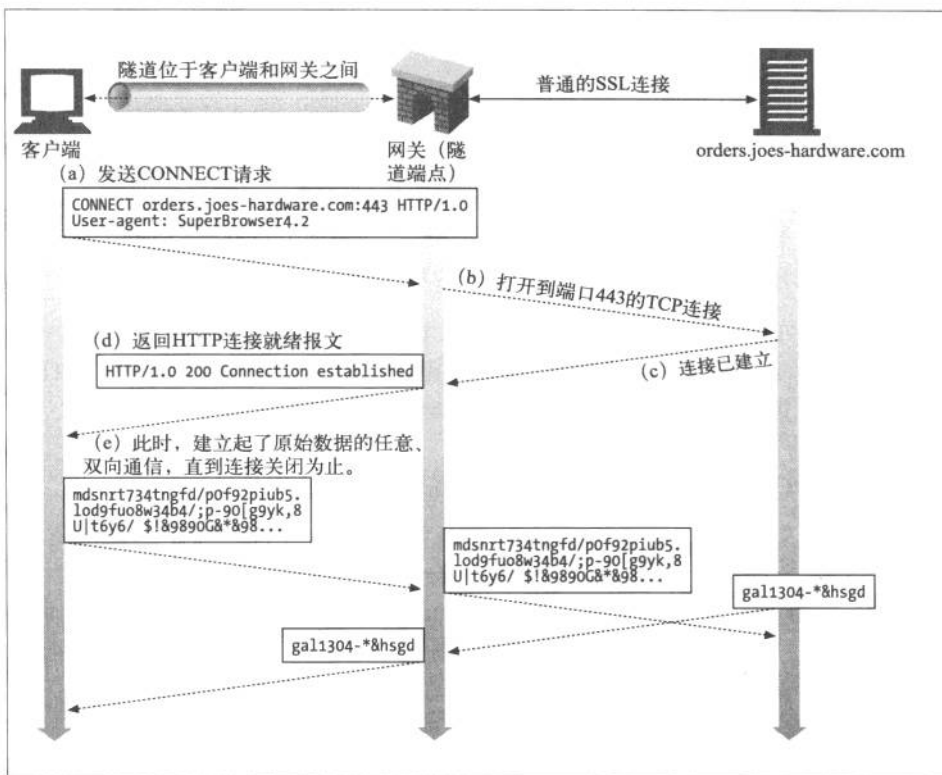 隧道位于客户端和网关之间
普通的SSL连接
客户端
网关（隧
道端点）
orders.joes-hardware.com
(a) 发送CONNECT请求
CONNECT orders.joes-hardware.com:443 HTTP/1.0
User-agent: SuperBrowser4.2
(b) 打开到端口443的TCP连接
(c) 连接已建立
(d) 返回HTTP连接就绪报文
HTTP/1.0 200 Connection established
(e) 此时，建立起了原始数据的任意、
双向通信，直到连接关闭为止。
mdsnrt734tngfd/p0f92piub5.
lod9fuo8w34b4/;p-90[g9yk,8
U|t6y6/ $!&9890G&*&98...
mdsnrt734tngfd/p0f92piub5.
lod9fuo8w34b4/;p-90[g9yk,8
U|t6y6/ $!&9890G&*&98...
gal1304-*&hsgd
gal1304-*&hsgd